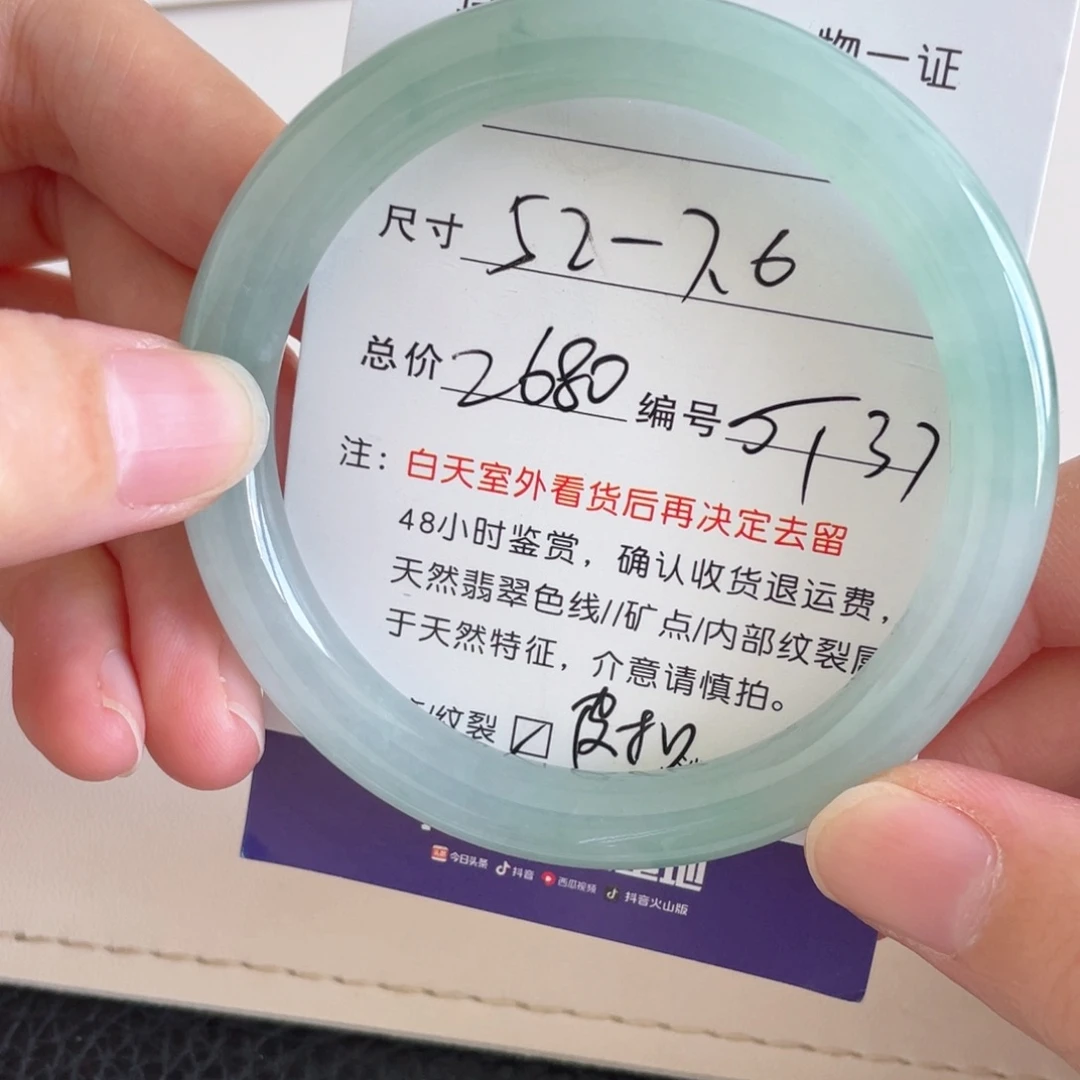 物一证
尺寸 52-7.6
总价 2680 编号
注：白天室外看货后再决定去留
48小时鉴赏，确认收货退运费，
天然翡翠色线//矿点/内部纹裂属
于天然特征，介意请慎拍。
/纹裂 皮扣
今日头条 抖音 西瓜视频 抖音火山版